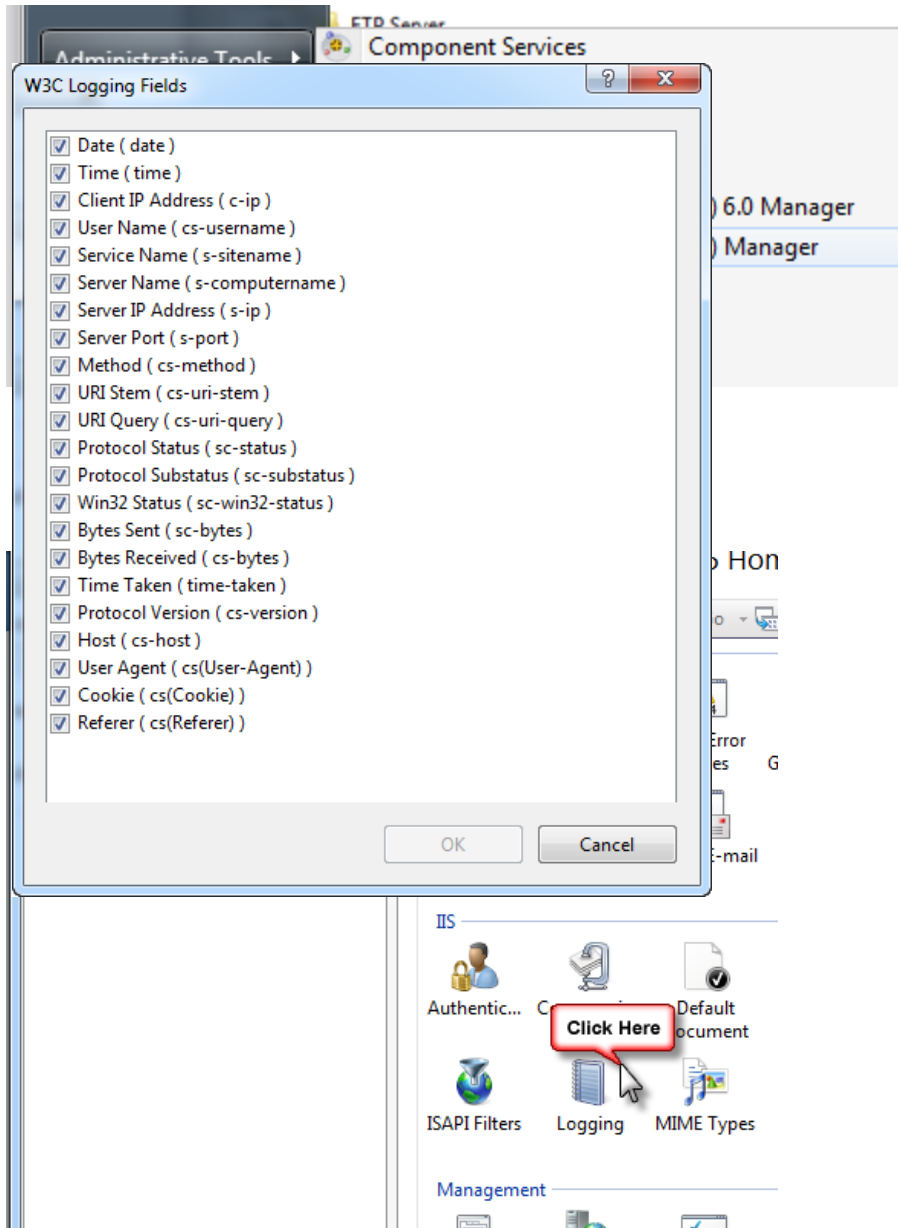 FTP Server
Administrative Tools
Component Services
W3C Logging Fields
Date ( date )
Time ( time )
Client IP Address ( c-ip )
User Name ( cs-username )
Service Name ( s-sitename )
Server Name ( s-computername )
Server IP Address ( s-ip )
Server Port ( s-port )
Method ( cs-method )
URI Stem ( cs-uri-stem )
URI Query ( cs-uri-query )
Protocol Status ( sc-status )
Protocol Substatus ( sc-substatus )
Win32 Status ( sc-win32-status )
Bytes Sent ( sc-bytes )
Bytes Received ( cs-bytes )
Time Taken ( time-taken )
Protocol Version ( cs-version )
Host ( cs-host )
User Agent ( cs(User-Agent) )
Cookie ( cs(Cookie) )
Referer ( cs(Referer) )
OK
Cancel
) 6.0 Manager
) Manager
Hon
o
Error
es G
E-mail
IIS
Authentic...
Default
ocument
Click Here
ISAPI Filters
Logging
MIME Types
Management